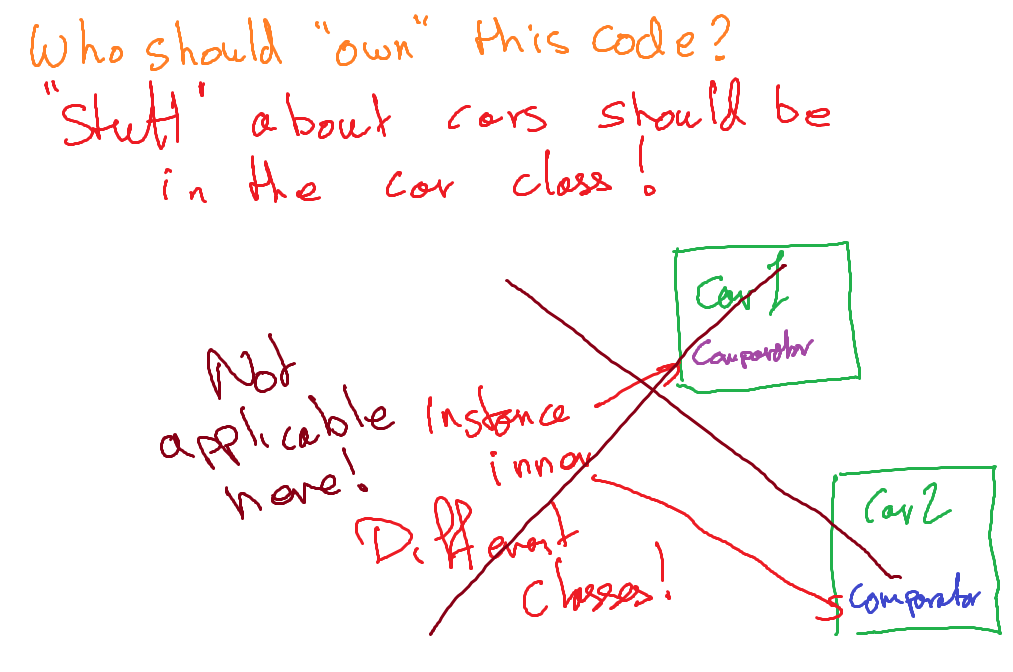 Who should "own" this code?
"Stuff" about cars should be
in the car class!
Car 1
Comparator
Not
applicable
here!
Instance
inner
Different
Classes!
Car 2
Comparator